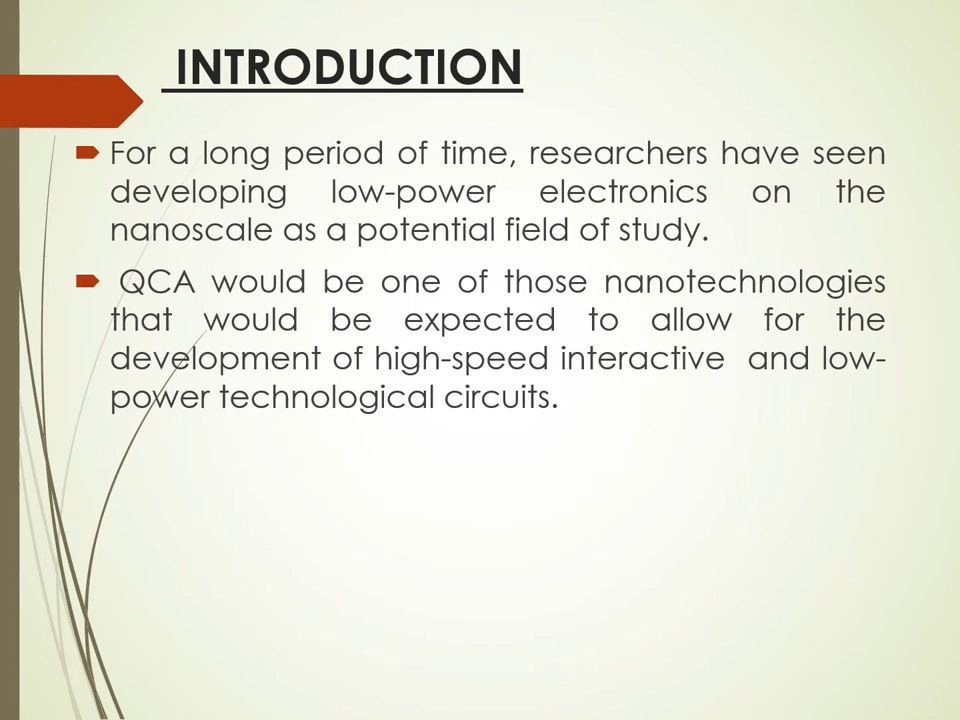 INTRODUCTION
For a long period of time, researchers have seen
developing low-power electronics on the
nanoscale as a potential field of study.
QCA would be one of those nanotechnologies
that would be expected to allow for the
development of high-speed interactive and low-
power technological circuits.